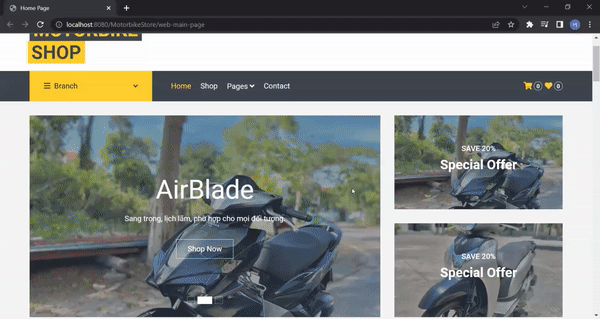 Home Page
localhost:8080/MotorbikeStore/web-main-page
MOTORBIKE
SHOP
Branch
Home
Shop
Pages
Contact
0
0
AirBlade
Sang trọng, lịch lãm, phù hợp cho mọi đối tượng.
Shop Now
SAVE 20%
Special Offer
SAVE 20%
Special Offer